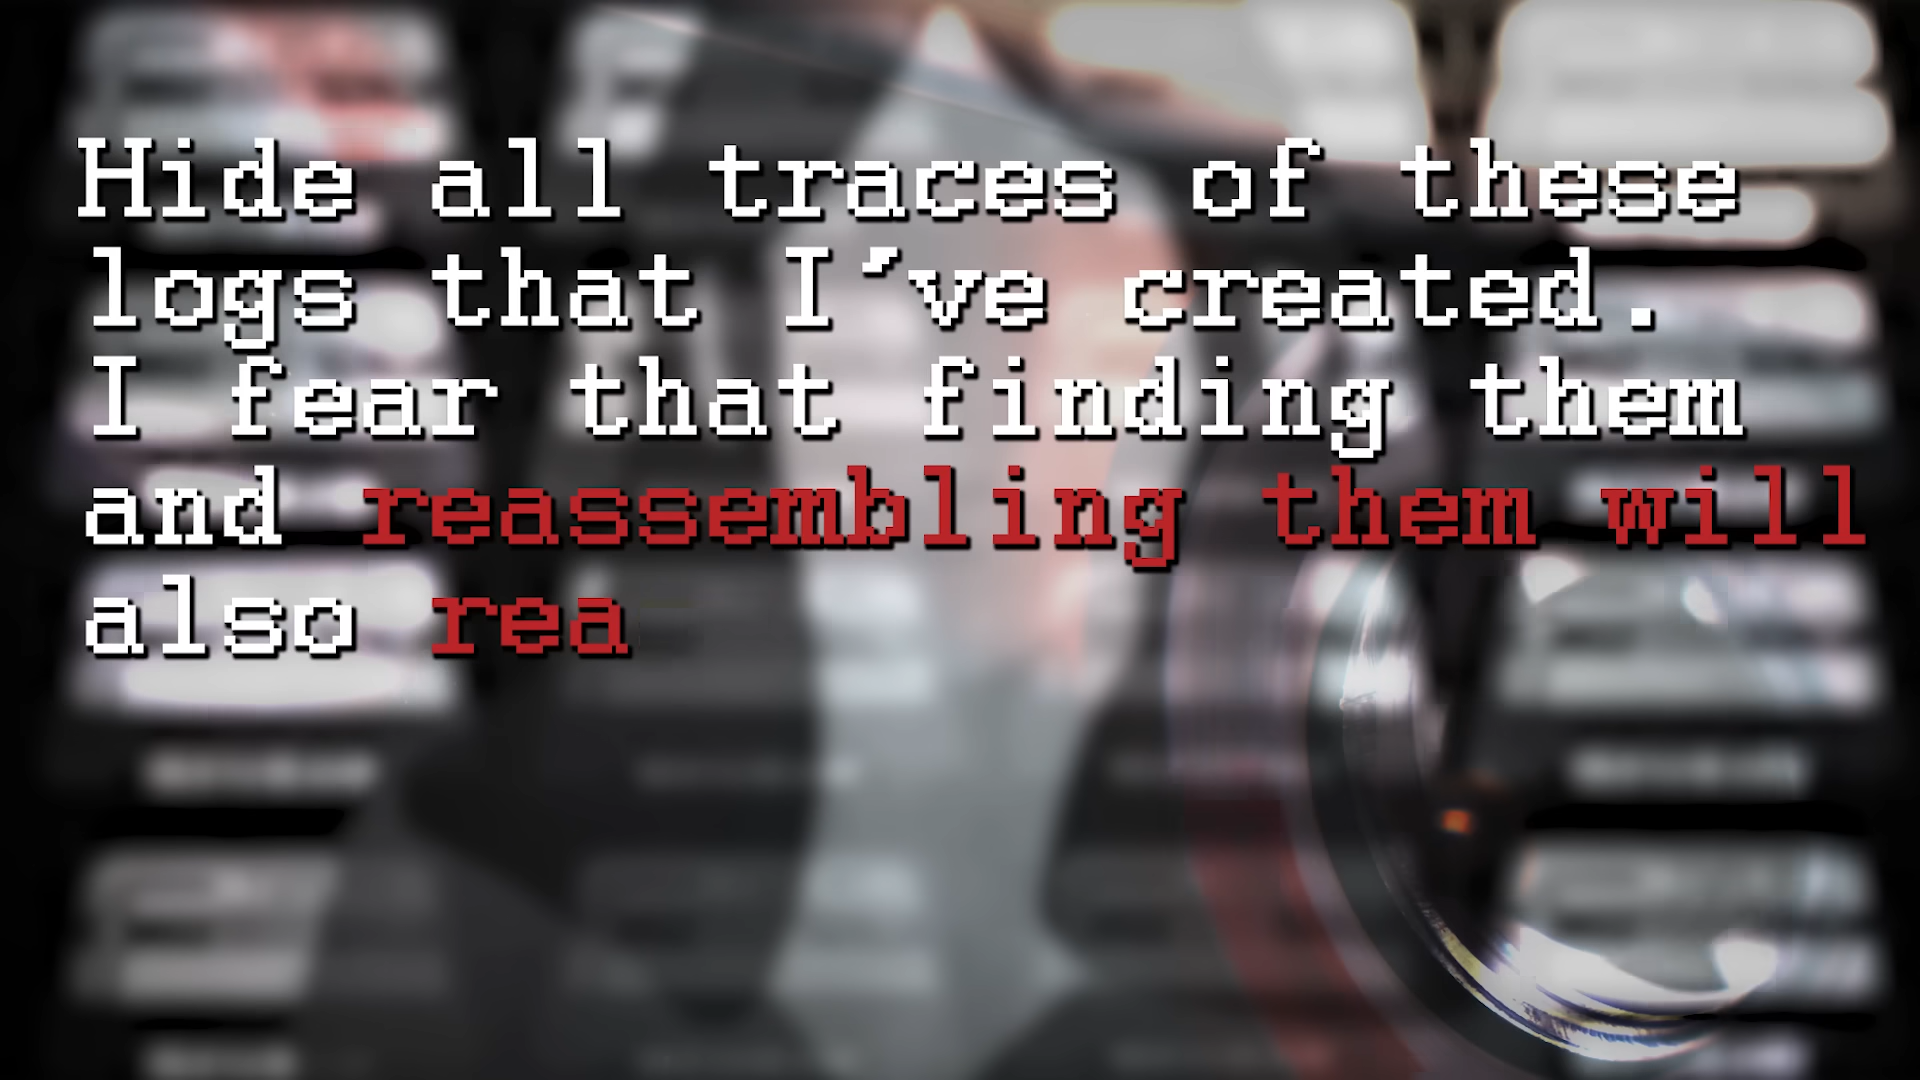 Hide all traces of these
logs that I've created.
I fear that finding them
and reassembling them will
also rea